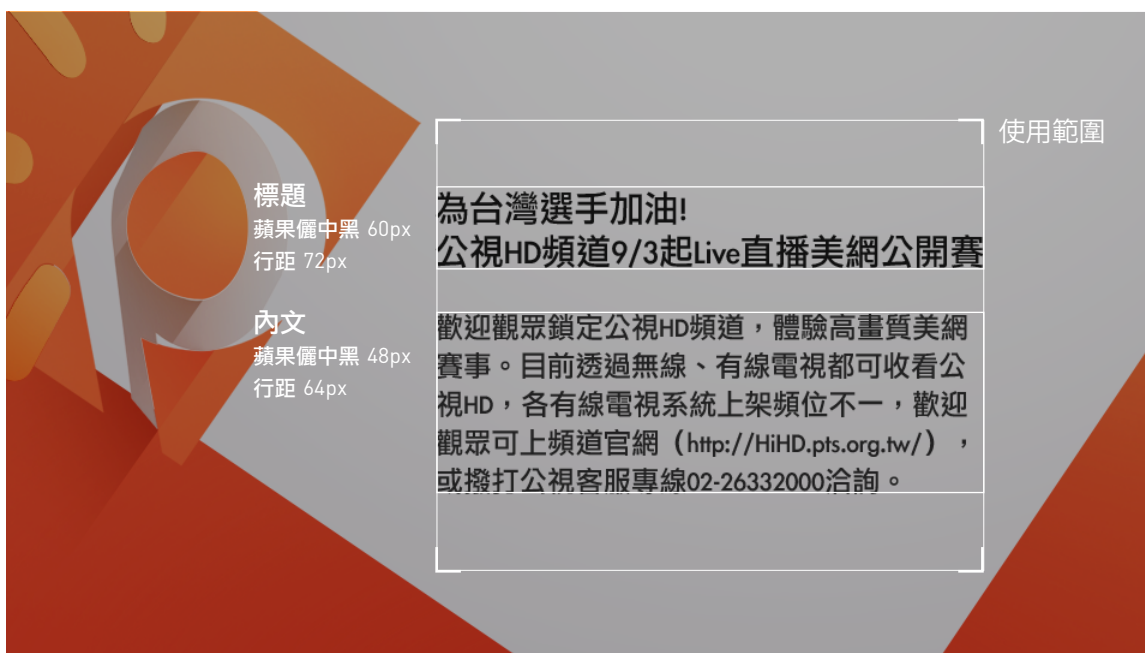 使用範圍
標題
蘋果儷中黑 60px
行距 72px
為台灣選手加油!
公視HD頻道9/3起Live直播美網公開賽
內文
蘋果儷中黑 48px
行距 64px
歡迎觀眾鎖定公視HD頻道，體驗高畫質美網
賽事。目前透過無線、有線電視都可收看公
視HD，各有線電視系統上架頻位不一，歡迎
觀眾可上頻道官網（http://HiHD.pts.org.tw/），
或撥打公視客服專線02-26332000洽詢。